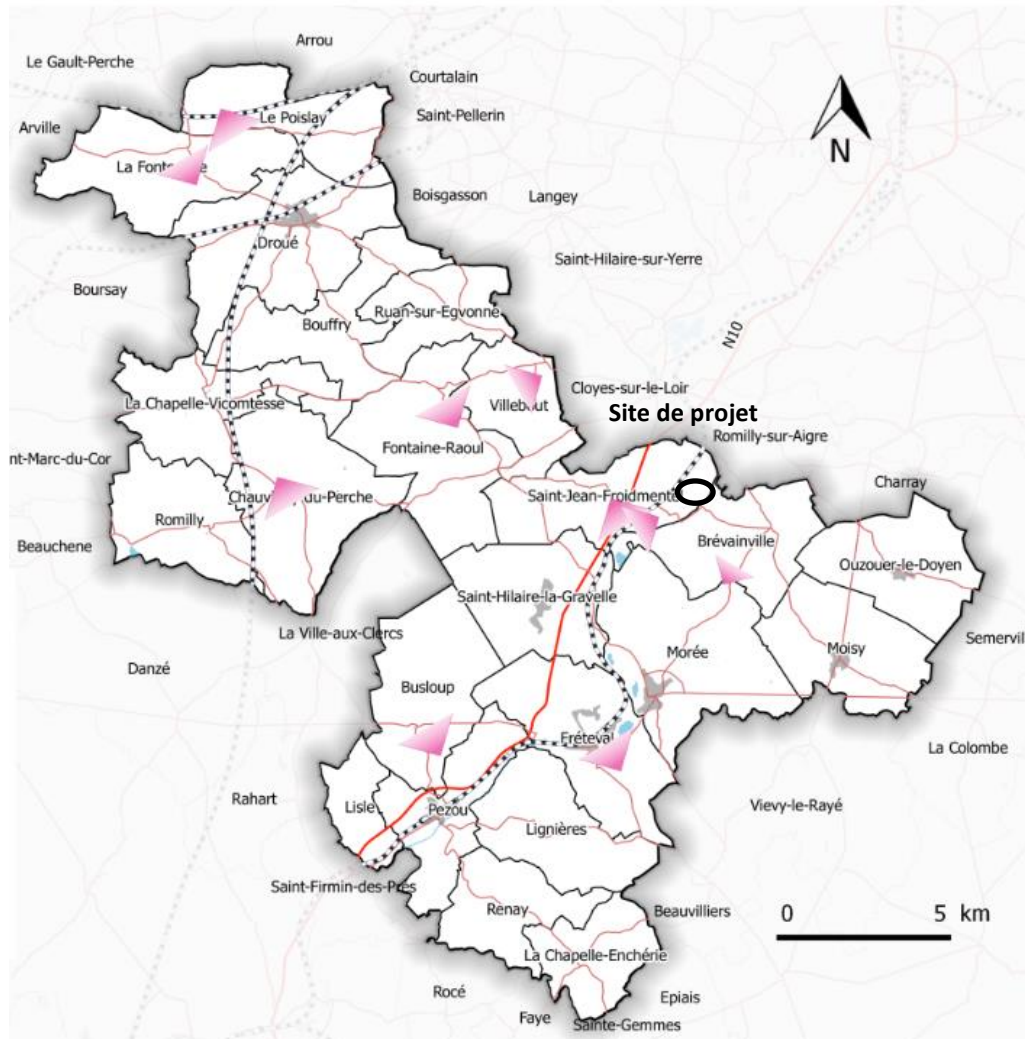 Arrou
Le Gault-Perche
Courtalain
Saint-Pellerin
Le Poislay
Arville
N
Boisgasson
Langey
Droué
Saint-Hilaire-sur-Yerre
Boursay
Ruan-sur-Egvonne
Bouffry
N10
Cloyes-sur-le-Loir
La Chapelle-Vicomtesse
Site de projet
Romilly-sur-Aigre
Fontaine-Raoul
nt-Marc-du-Cor
Charray
Romilly
Brévainville
Beauchene
Ouzouer-le-Doyen
Saint-Hilaire-la-Gravelle
La Ville-aux-Clercs
Semervil
Morée
Moisy
Danzé
Busloup
La Colombe
Fréteval
Rahart
Vievy-le-Rayé
Lisle
Pezou
Lignières
Saint-Firmin-des-Prés
Renay
Beauvilliers
0 5 km
La Chapelle-Enchérie
Rocé
Epiais
Faye
Sainte-Gemmes